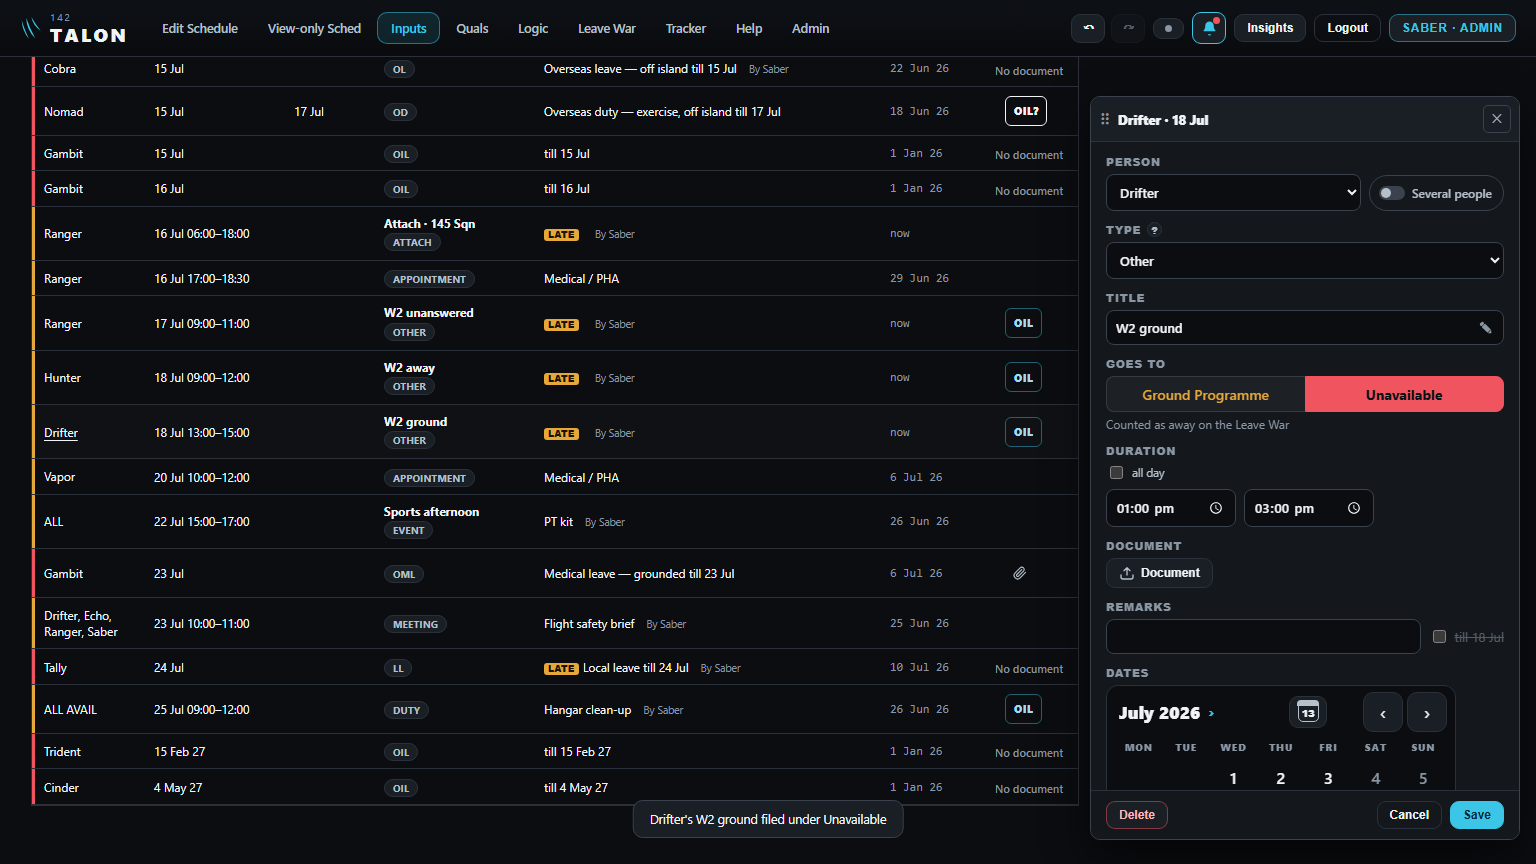 142
TALON
Edit Schedule
View-only Sched
Inputs
Quals
Logic
Leave War
Tracker
Help
Admin
Insights
Logout
SABER · ADMIN
Cobra 15 Jul OL Overseas leave — off island till 15 Jul By Saber 22 Jun 26 No document
Nomad 15 Jul 17 Jul OD Overseas duty — exercise, off island till 17 Jul 18 Jun 26 OIL?
Gambit 15 Jul OIL till 15 Jul 1 Jan 26 No document
Gambit 16 Jul OIL till 16 Jul 1 Jan 26 No document
Attach · 145 Sqn
Ranger 16 Jul 06:00–18:00 LATE By Saber now
ATTACH
Ranger 16 Jul 17:00–18:30 APPOINTMENT Medical / PHA 29 Jun 26
W2 unanswered
Ranger 17 Jul 09:00–11:00 LATE By Saber now OIL
OTHER
W2 away
Hunter 18 Jul 09:00–12:00 LATE By Saber now OIL
OTHER
W2 ground
Drifter 18 Jul 13:00–15:00 LATE By Saber now OIL
OTHER
Vapor 20 Jul 10:00–12:00 APPOINTMENT Medical / PHA 6 Jul 26
Sports afternoon
ALL 22 Jul 15:00–17:00 PT kit By Saber 26 Jun 26
EVENT
Gambit 23 Jul OML Medical leave — grounded till 23 Jul 6 Jul 26
Drifter, Echo,
Ranger, Saber 23 Jul 10:00–11:00 MEETING Flight safety brief By Saber 25 Jun 26
Tally 24 Jul LL LATE Local leave till 24 Jul By Saber 10 Jul 26 No document
ALL AVAIL 25 Jul 09:00–12:00 DUTY Hangar clean-up By Saber 26 Jun 26 OIL
Trident 15 Feb 27 OIL till 15 Feb 27 1 Jan 26 No document
Cinder 4 May 27 OIL till 4 May 27 1 Jan 26 No document
Drifter's W2 ground filed under Unavailable
Drifter · 18 Jul
PERSON
Drifter
Several people
TYPE ?
Other
TITLE
W2 ground
GOES TO
Ground Programme
Unavailable
Counted as away on the Leave War
DURATION
all day
01:00 pm
03:00 pm
DOCUMENT
Document
REMARKS
till 18 Jul
DATES
July 2026 ›
13
‹ ›
MON TUE WED THU FRI SAT SUN
1 2 3 4 5
Delete
Cancel
Save